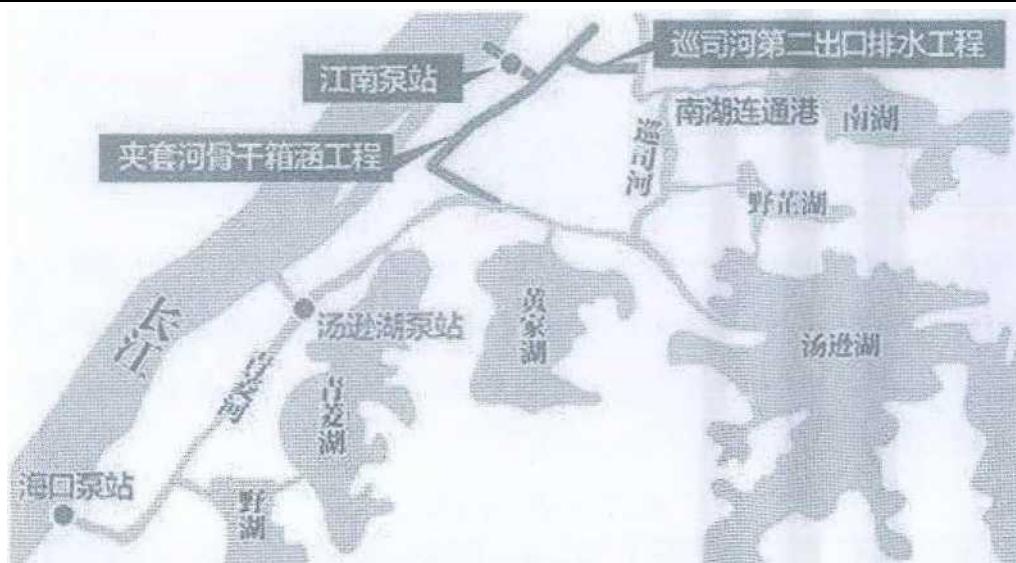 巡司河第二出口排水工程
江南泵站
南湖连通港
南湖
夹套河骨干箱涵工程
巡司河
野芷湖
长江
汤逊湖泵站
黄家湖
汤逊湖
青菱河
青菱湖
海口泵站
野湖